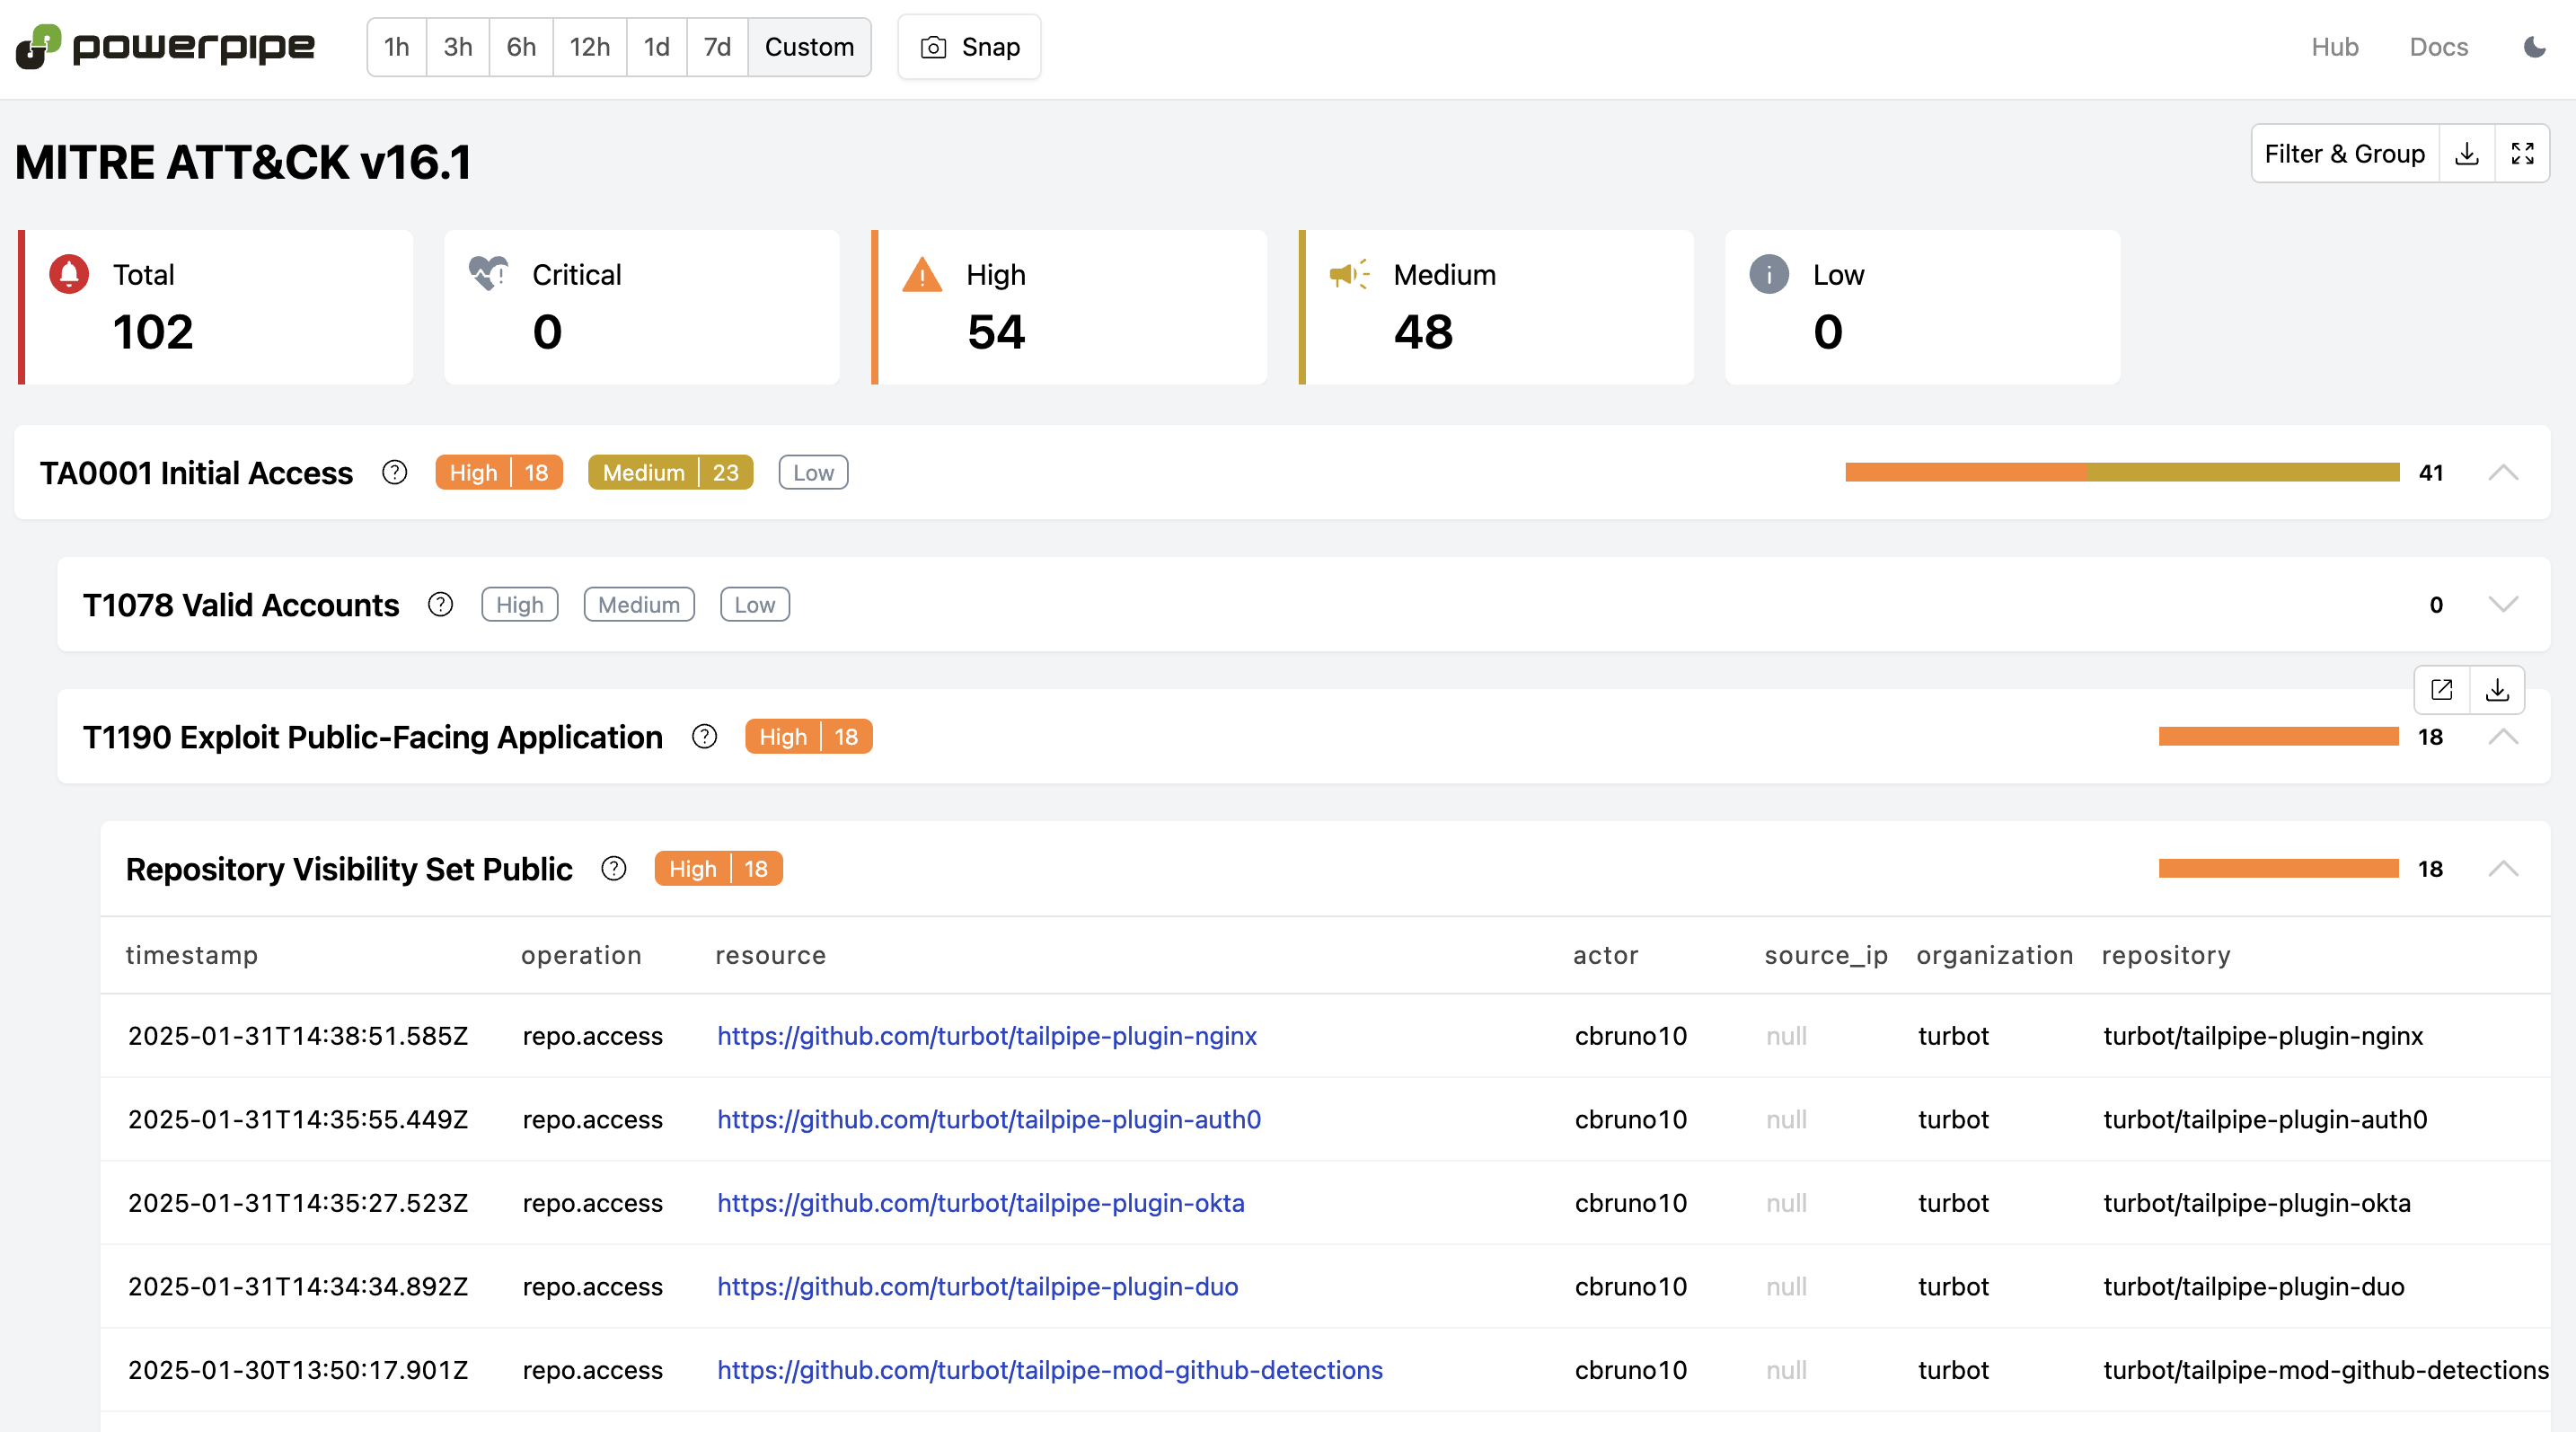 powerpipe 1h 3h 6h 12h 1d 7d Custom Snap Hub Docs
MITRE ATT&CK v16.1 Filter & Group
Total Critical High Medium Low
102 0 54 48 0
TA0001 Initial Access High 18 Medium 23 Low 41
T1078 Valid Accounts High Medium Low 0
T1190 Exploit Public-Facing Application High 18 18
Repository Visibility Set Public High 18 18
timestamp operation resource actor source_ip organization repository
2025-01-31T14:38:51.585Z repo.access https://github.com/turbot/tailpipe-plugin-nginx cbruno10 null turbot turbot/tailpipe-plugin-nginx
2025-01-31T14:35:55.449Z repo.access https://github.com/turbot/tailpipe-plugin-auth0 cbruno10 null turbot turbot/tailpipe-plugin-auth0
2025-01-31T14:35:27.523Z repo.access https://github.com/turbot/tailpipe-plugin-okta cbruno10 null turbot turbot/tailpipe-plugin-okta
2025-01-31T14:34:34.892Z repo.access https://github.com/turbot/tailpipe-plugin-duo cbruno10 null turbot turbot/tailpipe-plugin-duo
2025-01-30T13:50:17.901Z repo.access https://github.com/turbot/tailpipe-mod-github-detections cbruno10 null turbot turbot/tailpipe-mod-github-detections